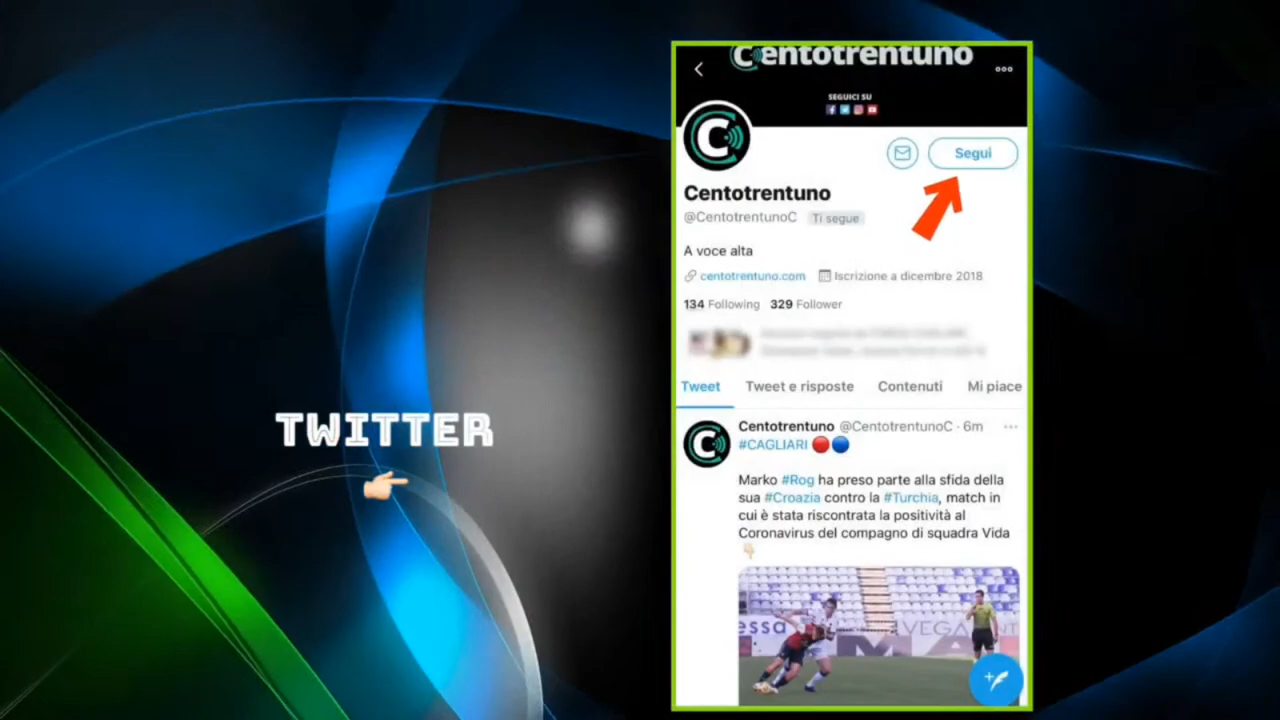 Centotrentuno
SEGUICI SU
Segui
Centotrentuno
@CentotrentunoC Ti segue
A voce alta
centotrentuno.com Iscrizione a dicembre 2018
134 Following 329 Follower
Tweet Tweet e risposte Contenuti Mi piace
TWITTER
Centotrentuno @CentotrentunoC · 6m
#CAGLIARI
Marko #Rog ha preso parte alla sfida della
sua #Croazia contro la #Turchia, match in
cui è stata riscontrata la positività al
Coronavirus del compagno di squadra Vida